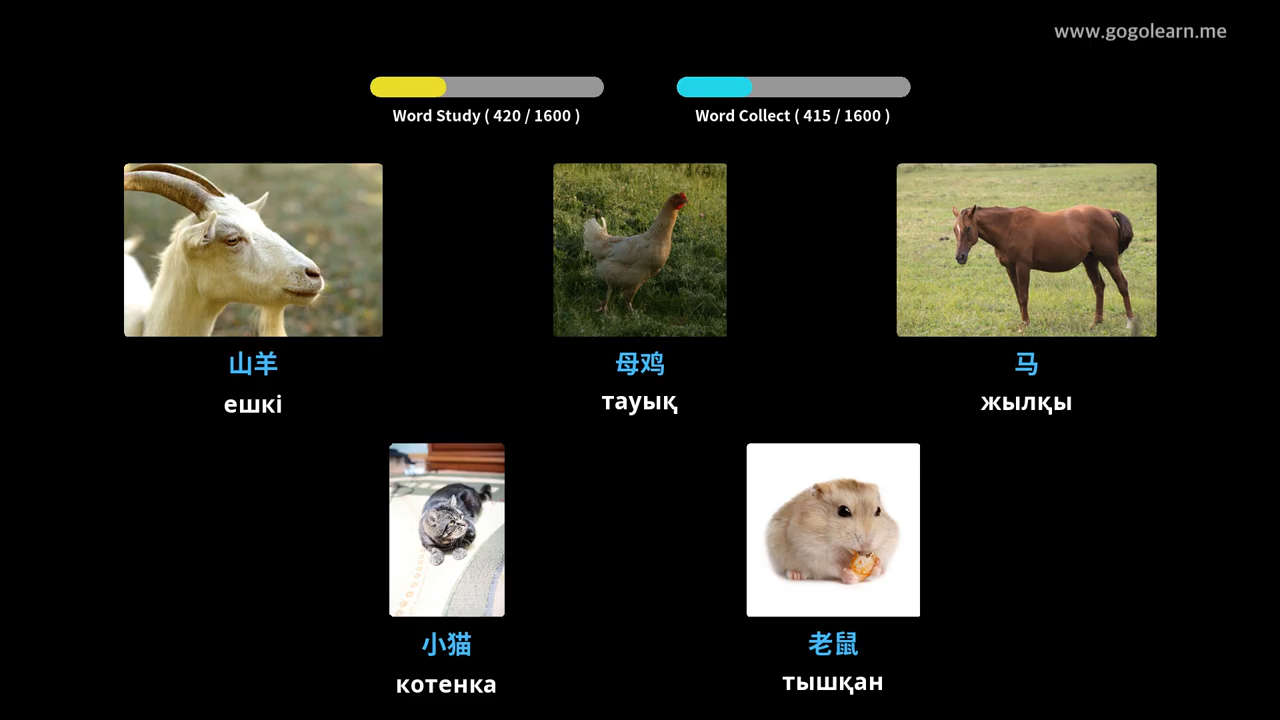 www.gogolearn.me
Word Study ( 420 / 1600 )
Word Collect ( 415 / 1600 )
山羊
ешкі
母鸡
тауық
马
жылқы
小猫
котенка
老鼠
тышқан